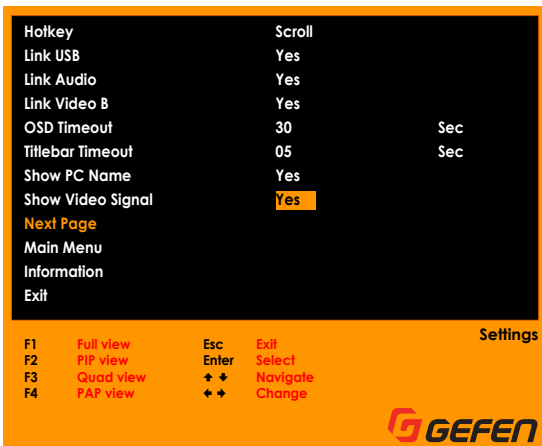 Hotkey Scroll
Link USB Yes
Link Audio Yes
Link Video B Yes
OSD Timeout 30 Sec
Titlebar Timeout 05 Sec
Show PC Name Yes
Show Video Signal Yes
Next Page
Main Menu
Information
Exit
Settings
F1 Full view Esc Exit
F2 PIP view Enter Select
F3 Quad view ↑ ↓ Navigate
F4 PAP view ← → Change
GEFEN